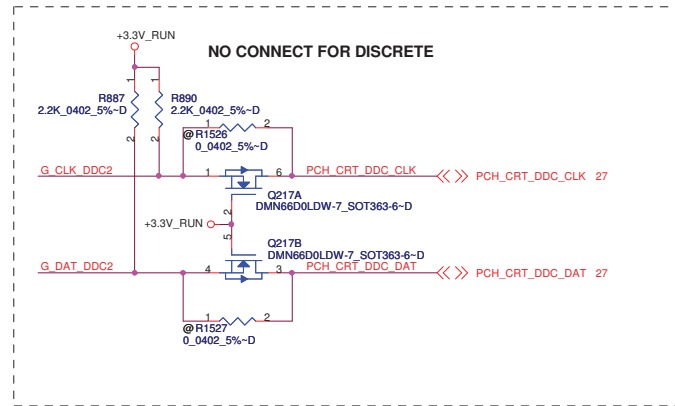 +3.3V_RUN
NO CONNECT FOR DISCRETE
1
1
R887
2.2K_0402_5%~D
R890
2.2K_0402_5%~D
2
2
1
2
@R1526
0_0402_5%~D
G_CLK_DDC2
1
6
PCH_CRT_DDC_CLK
PCH_CRT_DDC_CLK 27
Q217A
DMN66D0LDW-7_SOT363-6~D
2
+3.3V_RUN
5
Q217B
DMN66D0LDW-7_SOT363-6~D
G_DAT_DDC2
4
3
PCH_CRT_DDC_DAT
PCH_CRT_DDC_DAT 27
1
2
@R1527
0_0402_5%~D